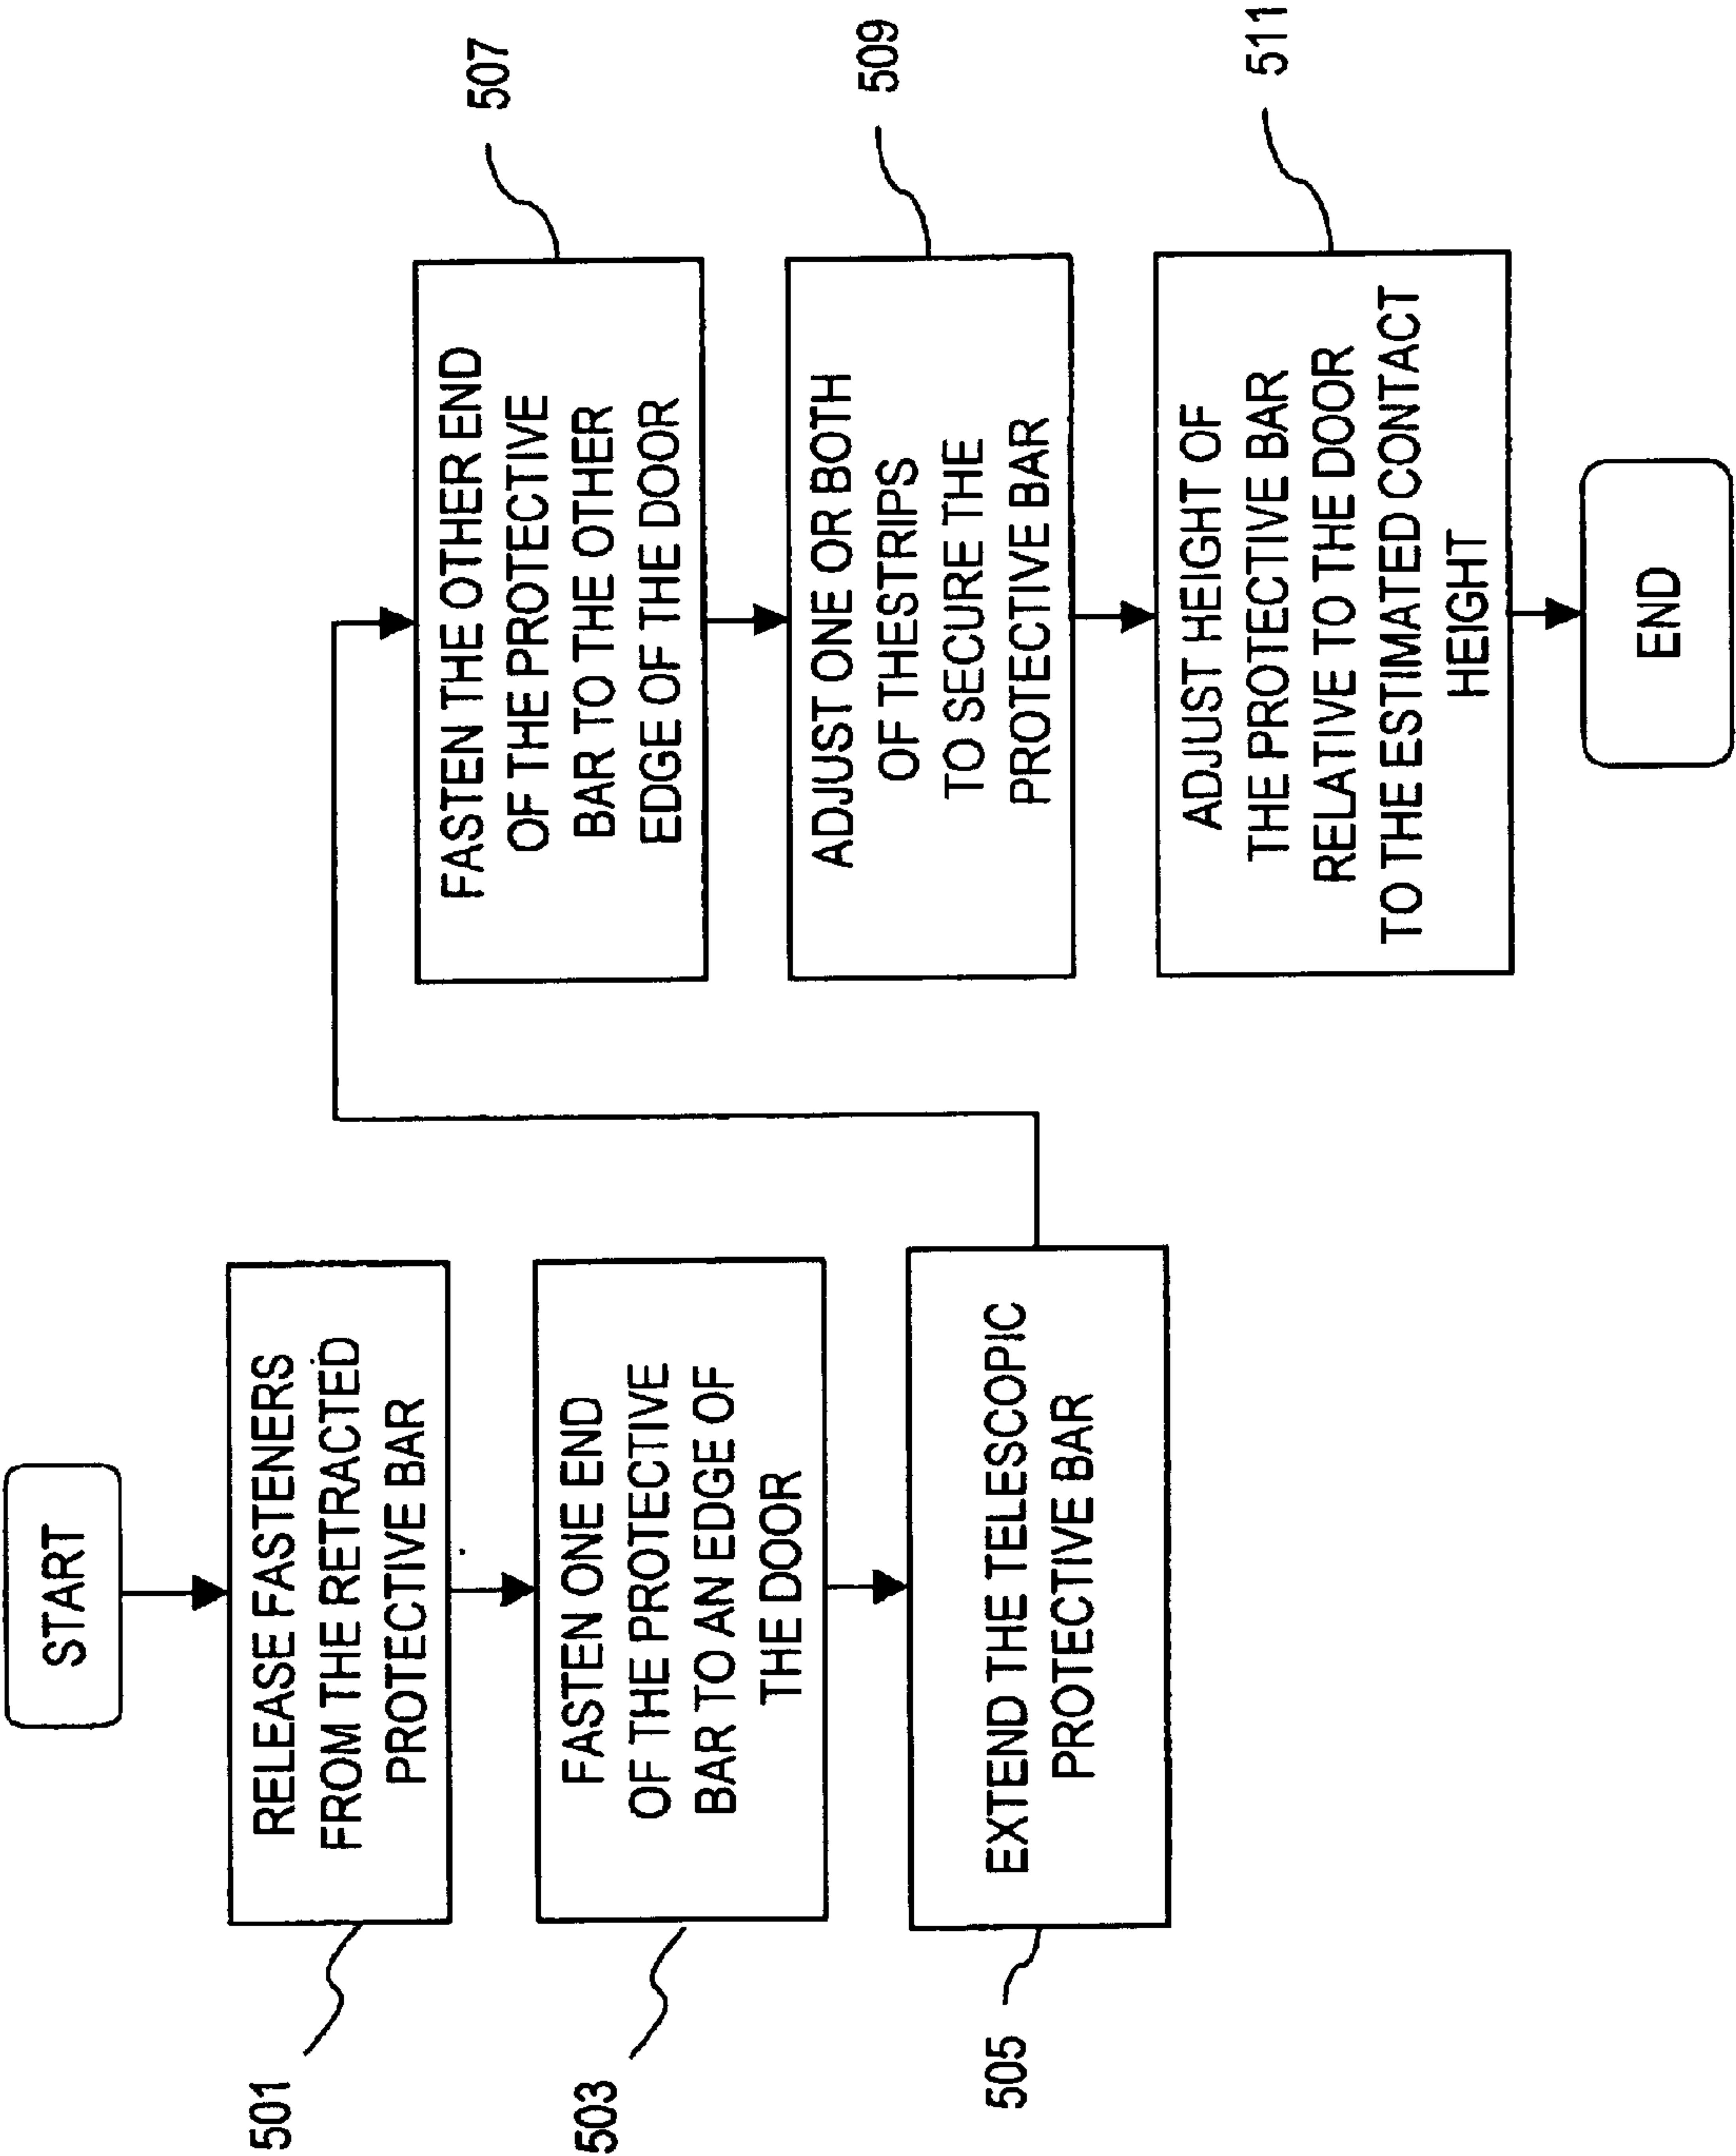 START
RELEASE FASTENERS
FROM THE RETRACTED
PROTECTIVE BAR
501
FASTEN ONE END
OF THE PROTECTIVE
BAR TO AN EDGE OF
THE DOOR
503
EXTEND THE TELESCOPIC
PROTECTIVE BAR
505
FASTEN THE OTHER END
OF THE PROTECTIVE
BAR TO THE OTHER
EDGE OF THE DOOR
507
ADJUST ONE OR BOTH
OF THESTRIPS
TO SECURE THE
PROTECTIVE BAR
509
ADJUST HEIGHT OF
THE PROTECTIVE BAR
RELATIVE TO THE DOOR
TO THE ESTIMATED CONTACT
HEIGHT
511
END